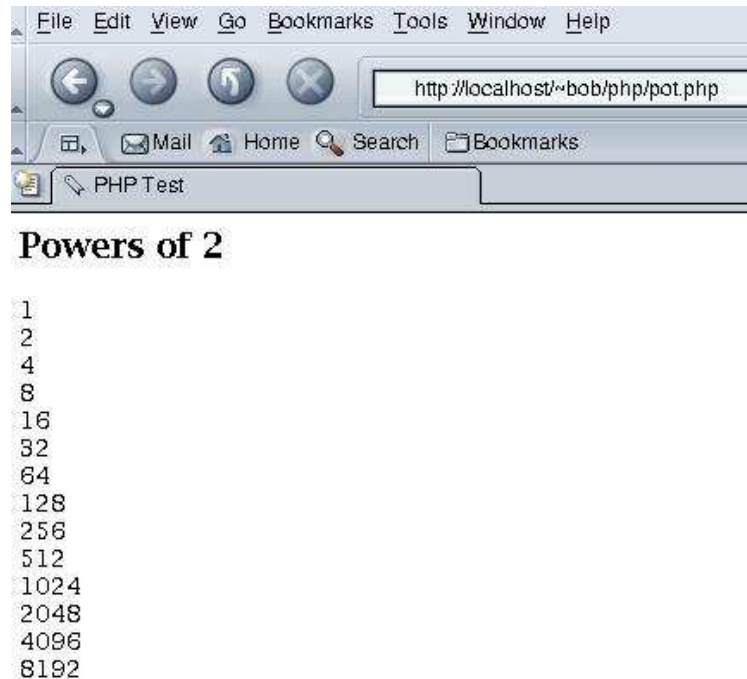 File Edit View Go Bookmarks Tools Window Help
http://localhost/~bob/php/pot.php
Mail Home Search Bookmarks
PHP Test
Powers of 2
1
2
4
8
16
32
64
128
256
512
1024
2048
4096
8192